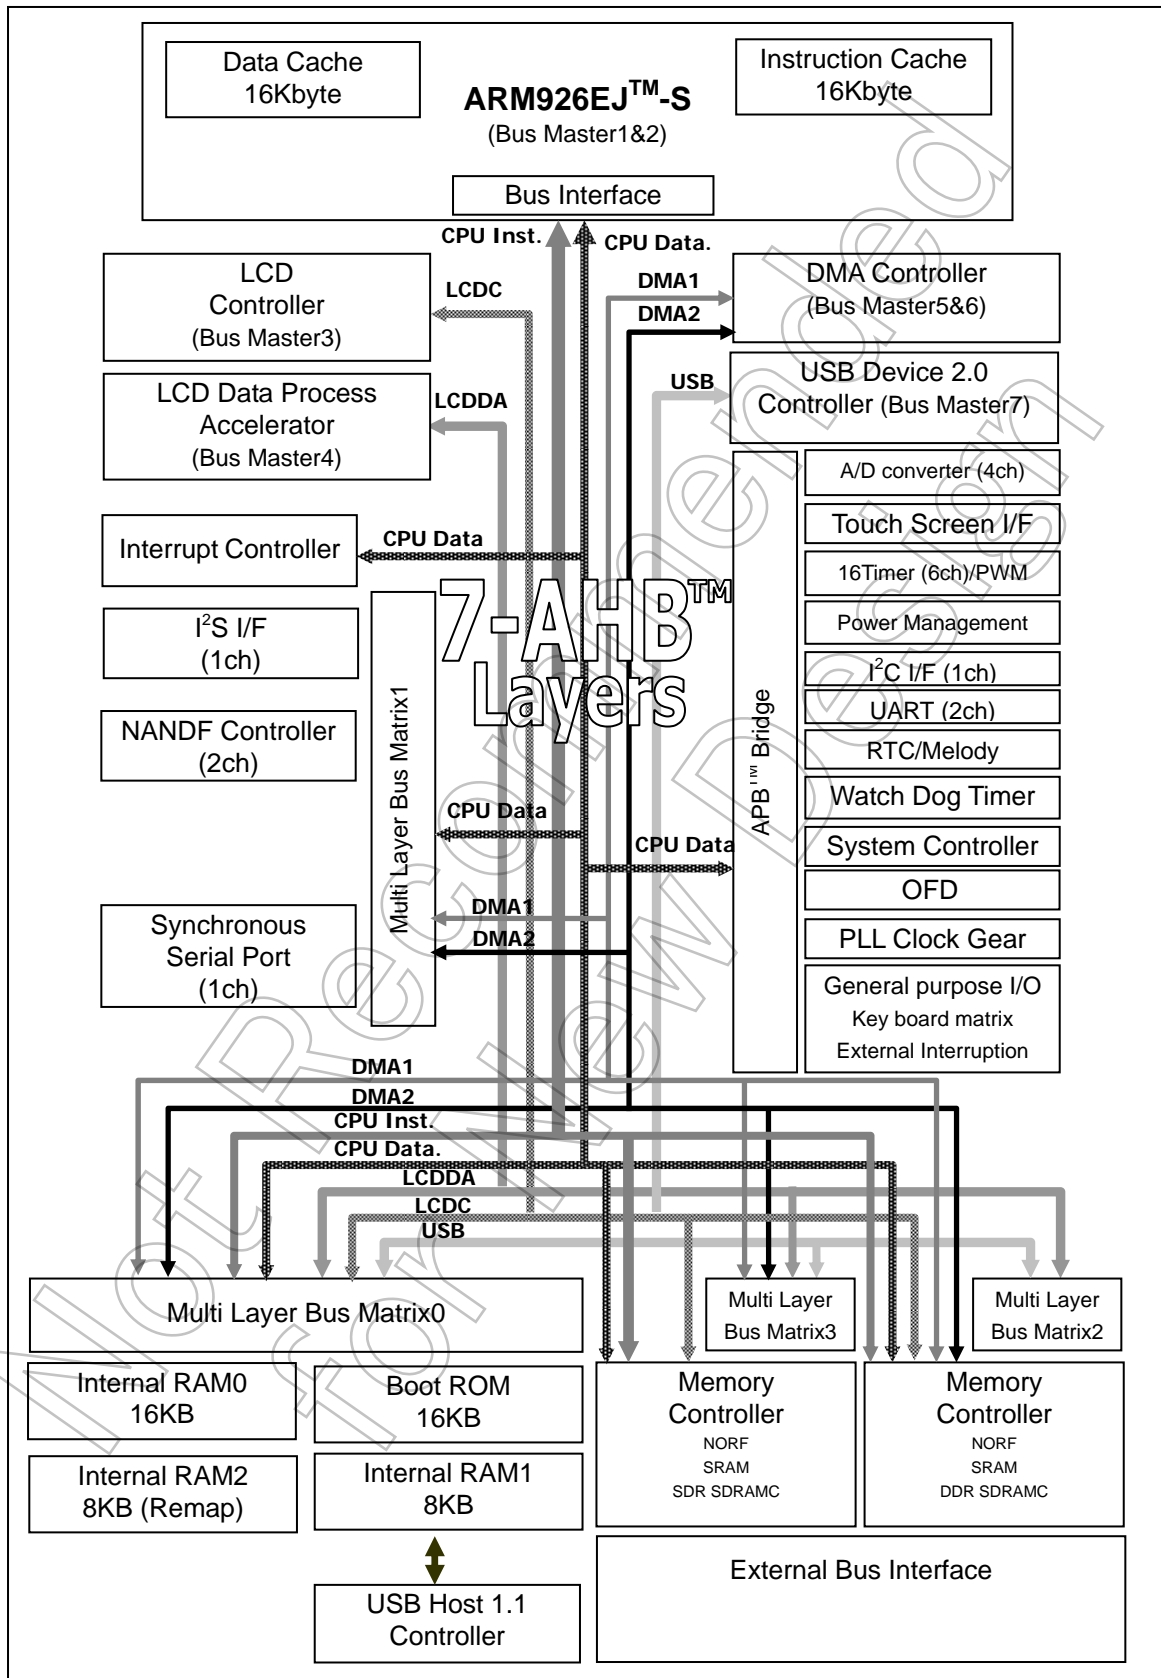 Data Cache
16Kbyte
ARM926EJ™-S
(Bus Master1&2)
Instruction Cache
16Kbyte
Bus Interface
CPU Inst.
CPU Data.
LCD
Controller
(Bus Master3)
LCDC
DMA1
DMA2
DMA Controller
(Bus Master5&6)
LCD Data Process
Accelerator
(Bus Master4)
LCDDA
USB
USB Device 2.0
Controller (Bus Master7)
Interrupt Controller
CPU Data
I²S I/F
(1ch)
NANDF Controller
(2ch)
Synchronous
Serial Port
(1ch)
Multi Layer Bus Matrix1
7-AHB™
Layers
CPU Data
CPU Data
DMA1
DMA2
APB™ Bridge
A/D converter (4ch)
Touch Screen I/F
16Timer (6ch)/PWM
Power Management
I²C I/F (1ch)
UART (2ch)
RTC/Melody
Watch Dog Timer
System Controller
OFD
PLL Clock Gear
General purpose I/O
Key board matrix
External Interruption
DMA1
DMA2
CPU Inst.
CPU Data.
LCDDA
LCDC
USB
Multi Layer Bus Matrix0
Multi Layer
Bus Matrix3
Multi Layer
Bus Matrix2
Internal RAM0
16KB
Boot ROM
16KB
Internal RAM2
8KB (Remap)
Internal RAM1
8KB
Memory
Controller
NORF
SRAM
SDR SDRAMC
Memory
Controller
NORF
SRAM
DDR SDRAMC
USB Host 1.1
Controller
External Bus Interface
Not Recommended
for New Design